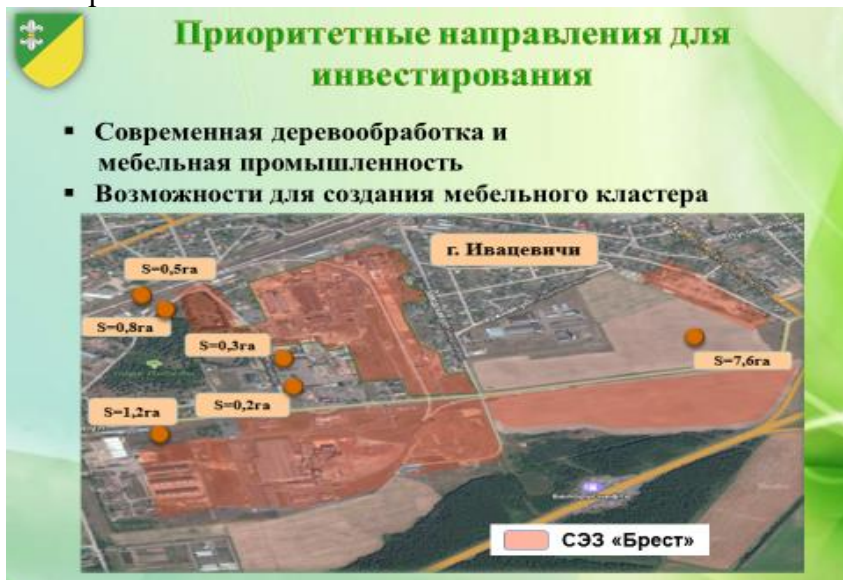 Приоритетные направления для
инвестирования
▪ Современная деревообработка и
мебельная промышленность
▪ Возможности для создания мебельного кластера
г. Ивацевичи
S=0,5га
S=0,8га
S=0,3га
S=7,6га
S=1,2га
S=0,2га
СЭЗ «Брест»